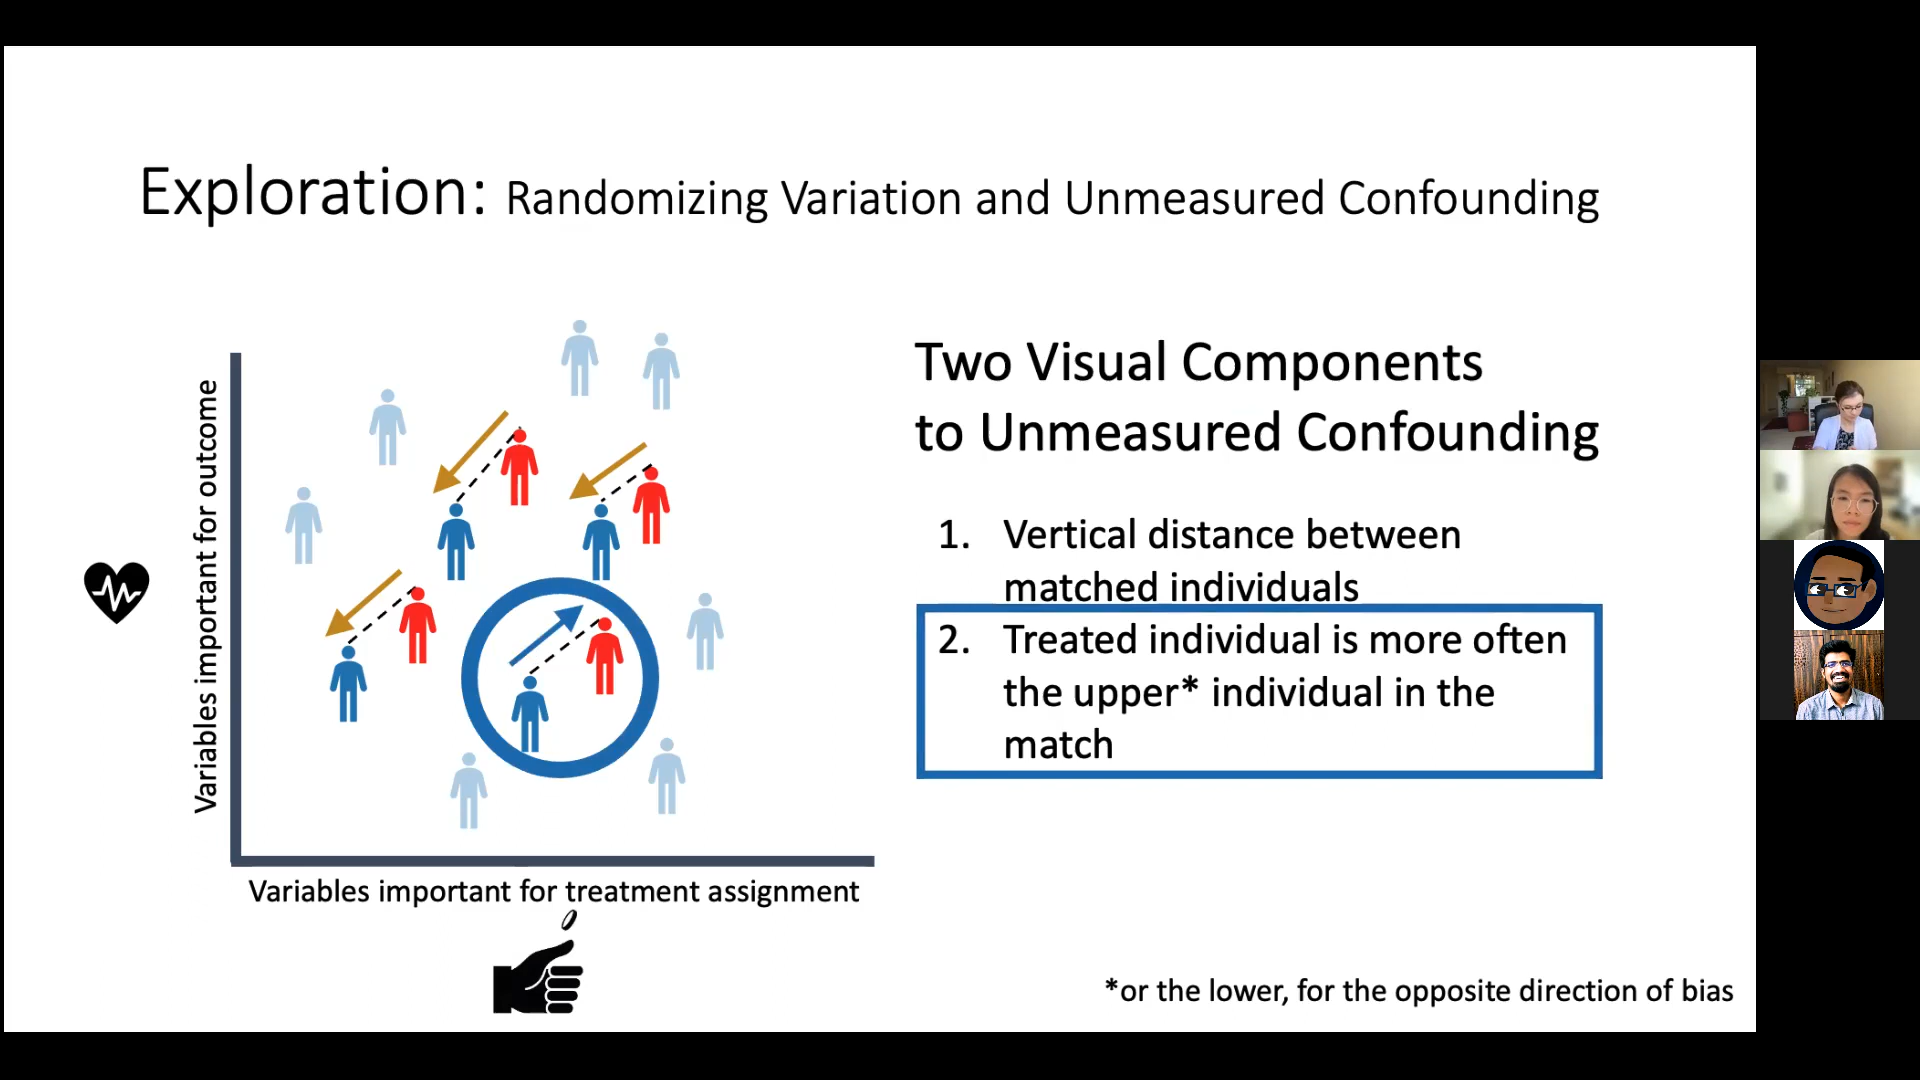 Exploration: Randomizing Variation and Unmeasured Confounding
Variables important for outcome
Variables important for treatment assignment
Two Visual Components
to Unmeasured Confounding
1. Vertical distance between
matched individuals
2. Treated individual is more often
the upper* individual in the
match
*or the lower, for the opposite direction of bias